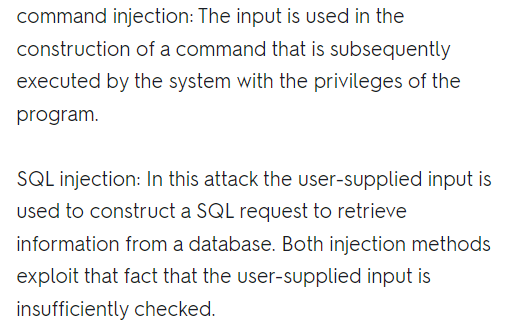 command injection: The input is used in the
construction of a command that is subsequently
executed by the system with the privileges of the
program.
SQL injection: In this attack the user-supplied input is
used to construct a SQL request to retrieve
information from a database. Both injection methods
exploit that fact that the user-supplied input is
insufficiently checked.